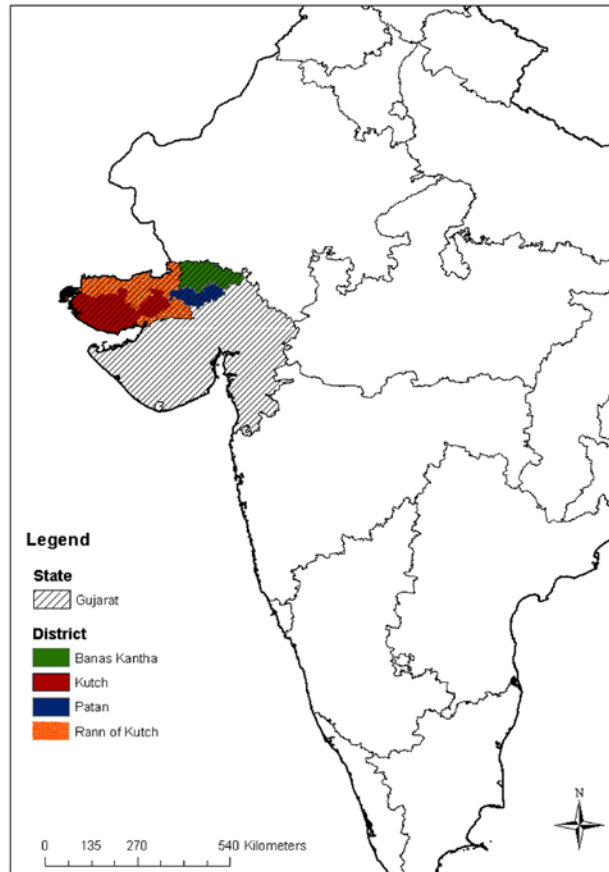 Legend
State
Gujarat
District
Banas Kantha
Kutch
Patan
Rann of Kutch
N
0 135 270 540 Kilometers